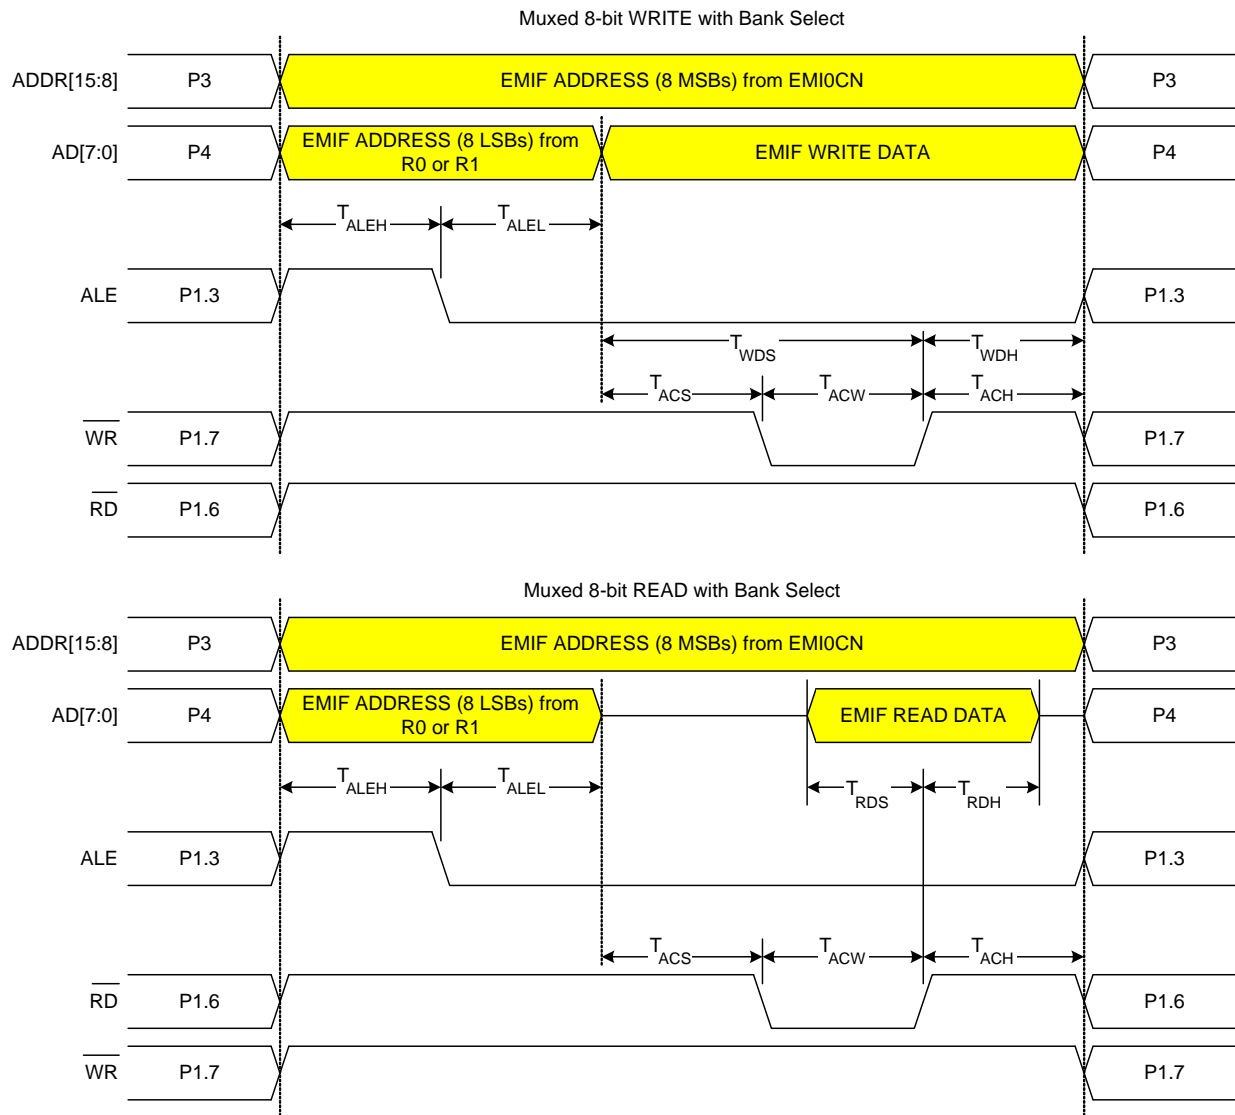 Muxed 8-bit WRITE with Bank Select
ADDR[15:8] P3 EMIF ADDRESS (8 MSBs) from EMI0CN P3
AD[7:0] P4 EMIF ADDRESS (8 LSBs) from
R0 or R1 EMIF WRITE DATA P4
TALEH TALEL
ALE P1.3 P1.3
TWDS TWDH
TACS TACW TACH
WR P1.7 P1.7
RD P1.6 P1.6
Muxed 8-bit READ with Bank Select
ADDR[15:8] P3 EMIF ADDRESS (8 MSBs) from EMI0CN P3
AD[7:0] P4 EMIF ADDRESS (8 LSBs) from
R0 or R1 EMIF READ DATA P4
TALEH TALEL TRDS TRDH
ALE P1.3 P1.3
TACS TACW TACH
RD P1.6 P1.6
WR P1.7 P1.7